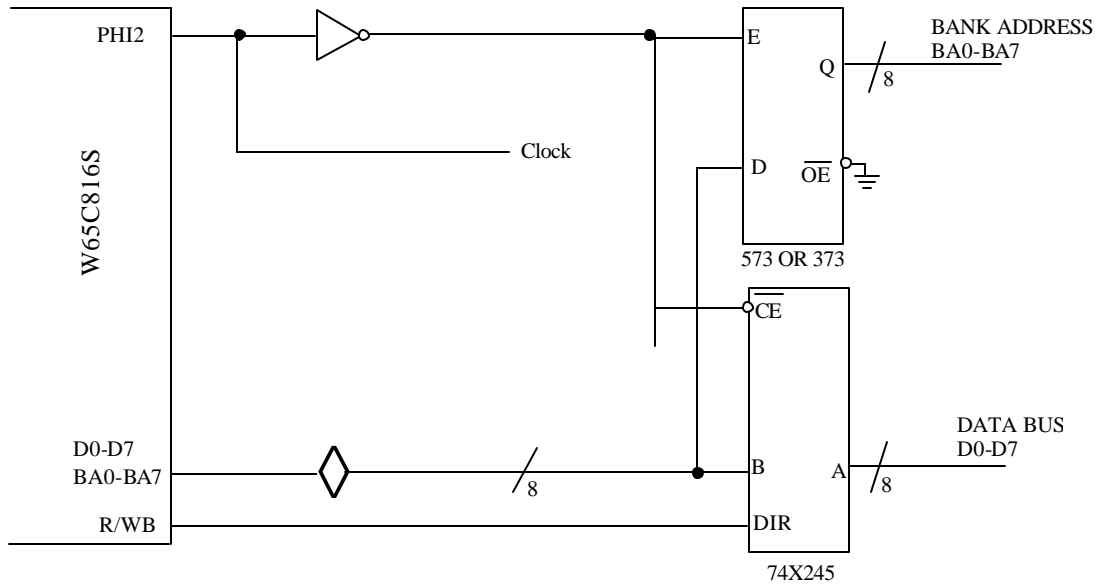 PHI2
E
BANK ADDRESS
BA0-BA7
Q
8
W65C816S
Clock
D
OE
573 OR 373
CE
D0-D7
BA0-BA7
8
B
A
DATA BUS
D0-D7
8
R/WB
DIR
74X245